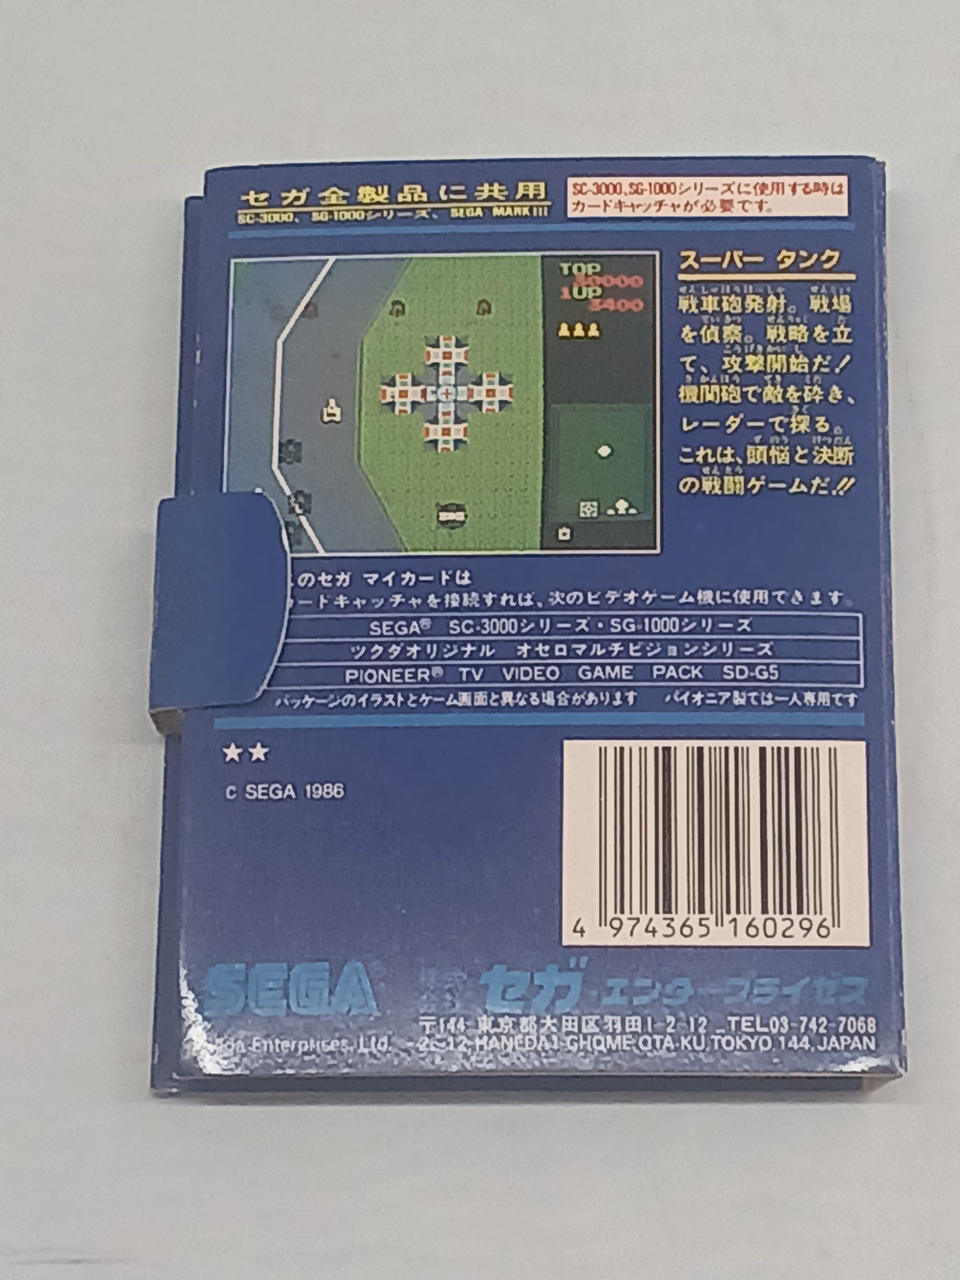 セガ全製品に共用
SC-3000、SG-1000シリーズ、SEGA MARKIII
SC-3000、SG-1000シリーズに使用する時は
カードキャッチャが必要です。
TOP
30000
1UP
3400
スーパー タンク
戦車砲発射。戦場
を偵察。戦略を立
て、攻撃開始だ！
機関砲で敵を砕き、
レーダーで探る。
これは、頭悩と決断
の戦闘ゲームだ!!
のセガ マイカードは
ードキャッチャを接続すれば、次のビデオゲーム機に使用できます。
SEGA® SC-3000シリーズ・SG-1000シリーズ
ツクダオリジナル オセロマルチビジョンシリーズ
PIONEER® TV VIDEO GAME PACK SD-G5
パッケージのイラストとゲーム画面と異なる場合があります パイオニア製では一人専用です
★★
c SEGA 1986
4 974365 160296
SEGA® 株式会社 セガ・エンタープライゼス
〒144 東京都大田区羽田1-2-12 TEL03-742-7068
Enterprises, Ltd. 2-12 HANEDA1-CHOME OTA-KU, TOKYO 144, JAPAN